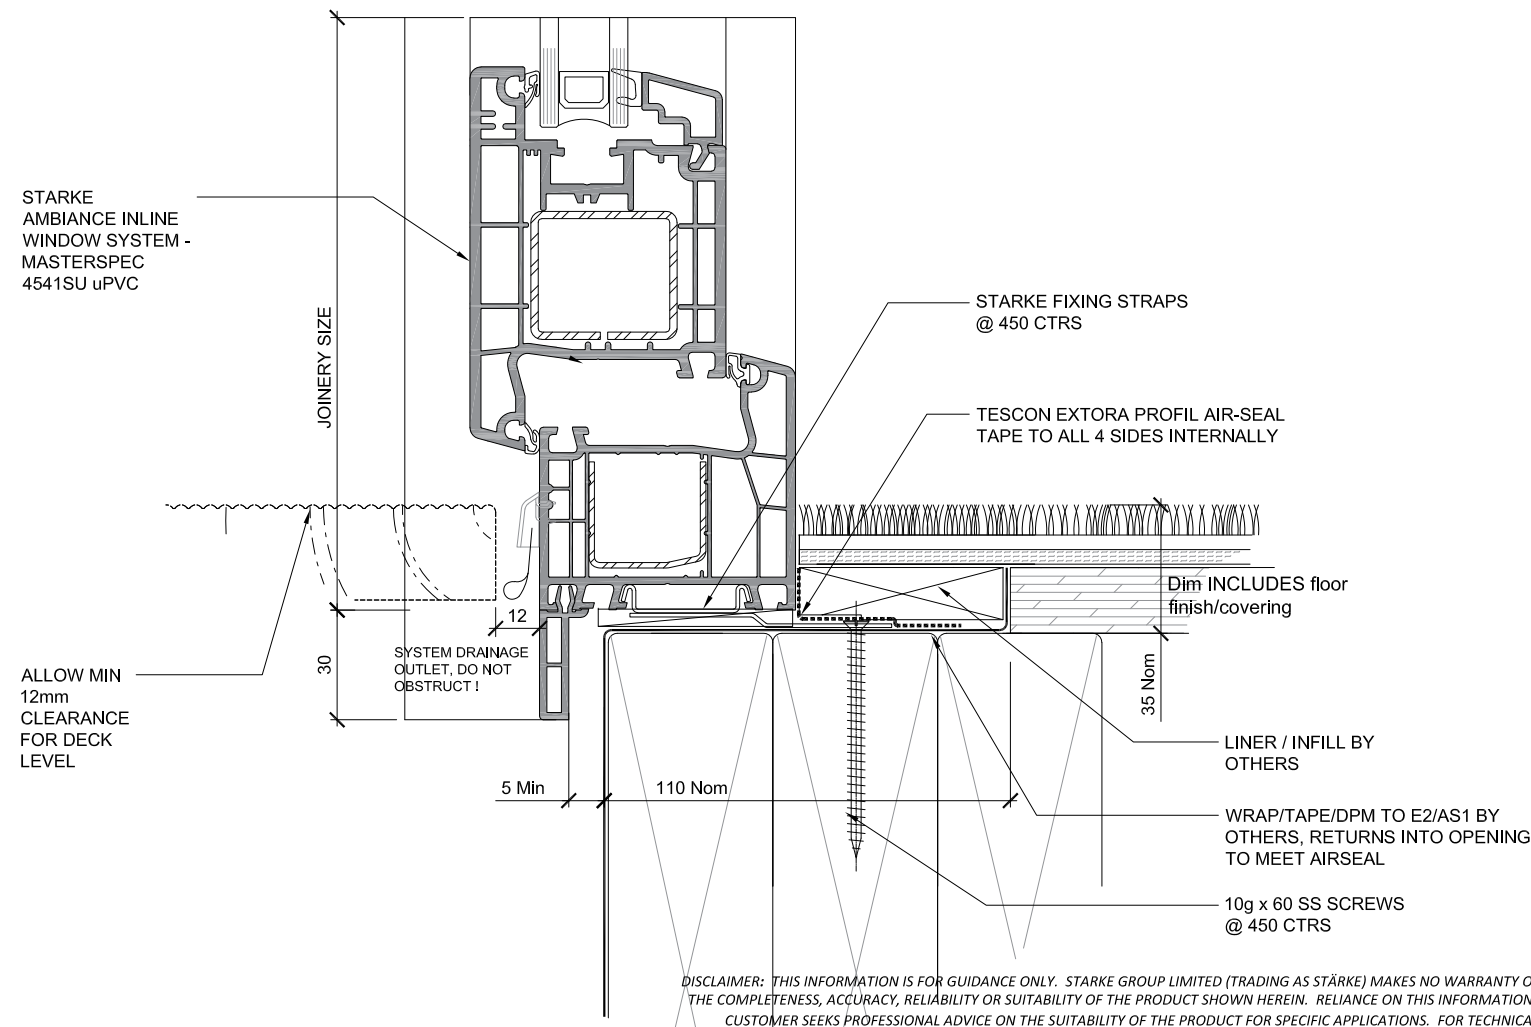 STARKE
AMBIANCE INLINE
WINDOW SYSTEM -
MASTERSPEC
4541SU uPVC
JOINERY SIZE
STARKE FIXING STRAPS
@ 450 CTRS
TESCON EXTORA PROFIL AIR-SEAL
TAPE TO ALL 4 SIDES INTERNALLY
Dim INCLUDES floor
finish/covering
12
SYSTEM DRAINAGE
OUTLET, DO NOT
OBSTRUCT !
30
35 Nom
ALLOW MIN
12mm
CLEARANCE
FOR DECK
LEVEL
5 Min
110 Nom
LINER / INFILL BY
OTHERS
WRAP/TAPE/DPM TO E2/AS1 BY
OTHERS, RETURNS INTO OPENING
TO MEET AIRSEAL
10g x 60 SS SCREWS
@ 450 CTRS
DISCLAIMER: THIS INFORMATION IS FOR GUIDANCE ONLY. STARKE GROUP LIMITED (TRADING AS STÄRKE) MAKES NO WARRANTY
THE COMPLETENESS, ACCURACY, RELIABILITY OR SUITABILITY OF THE PRODUCT SHOWN HEREIN. RELIANCE ON THIS INFORMATION
CUSTOMER SEEKS PROFESSIONAL ADVICE ON THE SUITABILITY OF THE PRODUCT FOR SPECIFIC APPLICATIONS. FOR